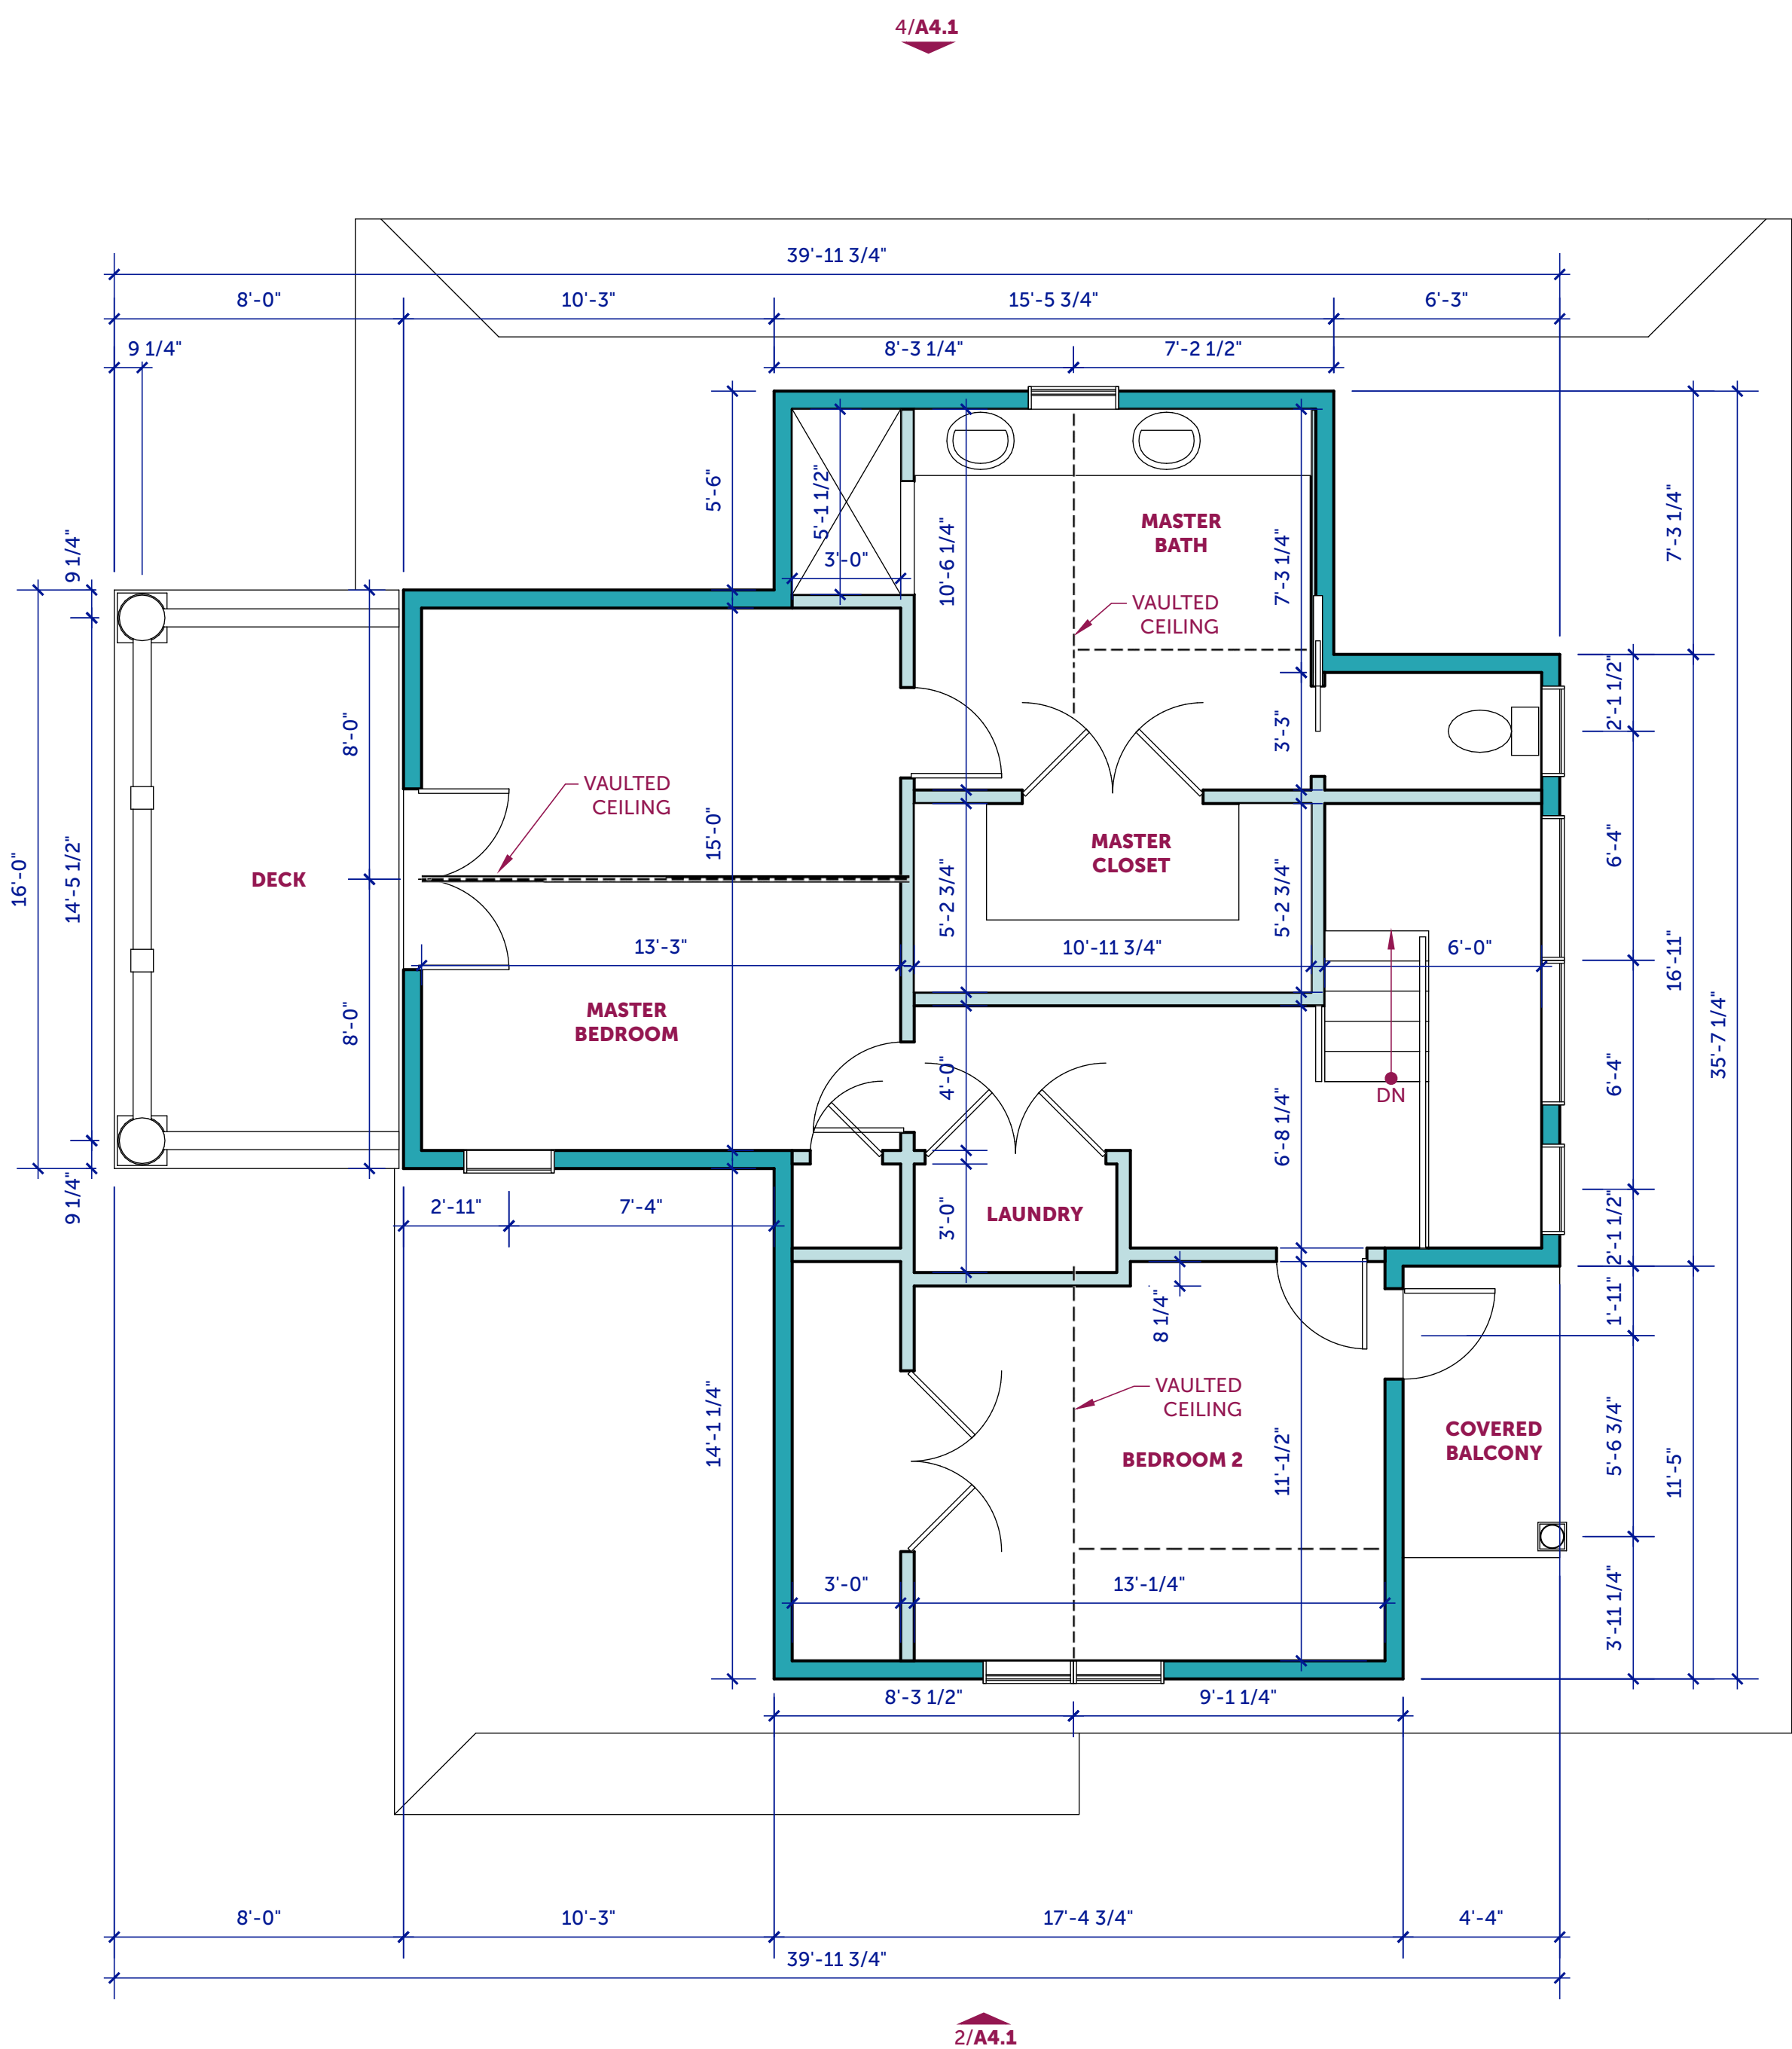 4/A4.1
39'-11 3/4"
8'-0"
10'-3"
15'-5 3/4"
6'-3"
9 1/4"
8'-3 1/4"
7'-2 1/2"
5'-6"
5'-1 1/2"
3'-0"
10'-6 1/4"
MASTER
BATH
7'-3 1/4"
7'-3 1/4"
9 1/4"
VAULTED
CEILING
2'-1 1/2"
8'-0"
3'-3"
VAULTED
CEILING
15'-0"
MASTER
CLOSET
6'-4"
16'-0"
14'-5 1/2"
DECK
5'-2 3/4"
5'-2 3/4"
13'-3"
10'-11 3/4"
6'-0"
16'-11"
MASTER
BEDROOM
8'-0"
4'-0"
6'-4"
35'-7 1/4"
DN
6'-8 1/4"
9 1/4"
2'-11"
7'-4"
3'-0"
LAUNDRY
2'-1 1/2"
8 1/4"
1'-11"
VAULTED
CEILING
14'-1 1/4"
BEDROOM 2
11'-1/2"
COVERED
BALCONY
5'-6 3/4"
11'-5"
3'-0"
13'-1/4"
3'-11 1/4"
8'-3 1/2"
9'-1 1/4"
8'-0"
10'-3"
17'-4 3/4"
4'-4"
39'-11 3/4"
2/A4.1